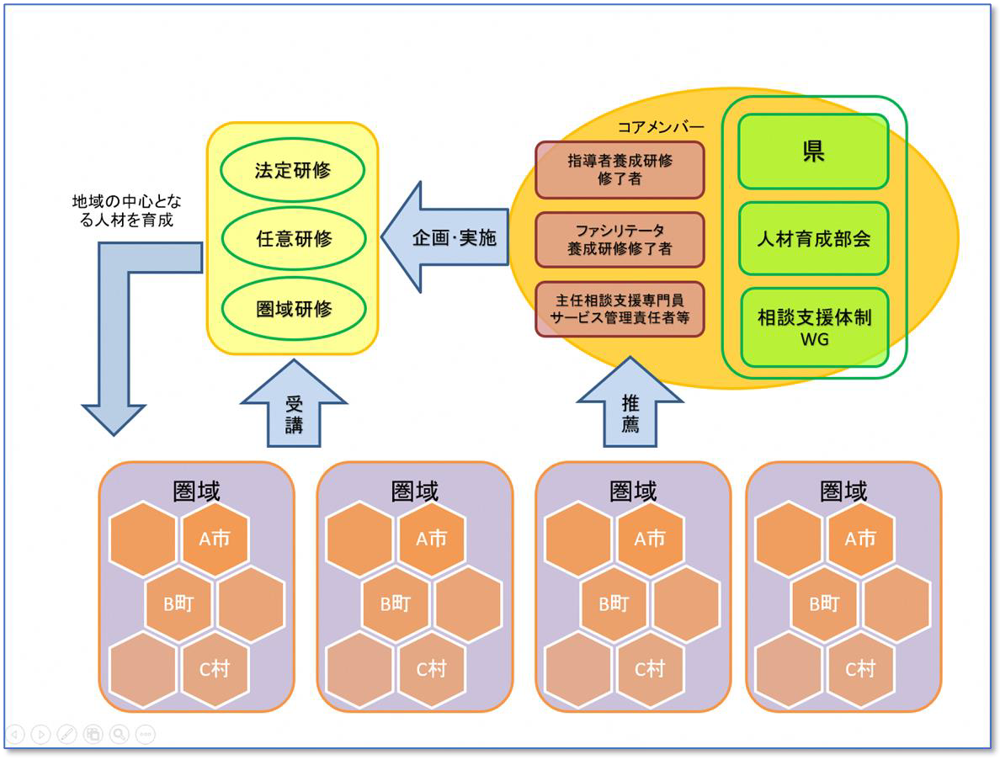 コアメンバー
県
人材育成部会
相談支援体制
WG
指導者養成研修
修了者
ファシリテータ
養成研修修了者
主任相談支援専門員
サービス管理責任者等
企画・実施
法定研修
任意研修
圏域研修
地域の中心とな
る人材を育成
受
講
推
薦
圏域
A市
B町
C村
圏域
A市
B町
C村
圏域
A市
B町
C村
圏域
A市
B町
C村